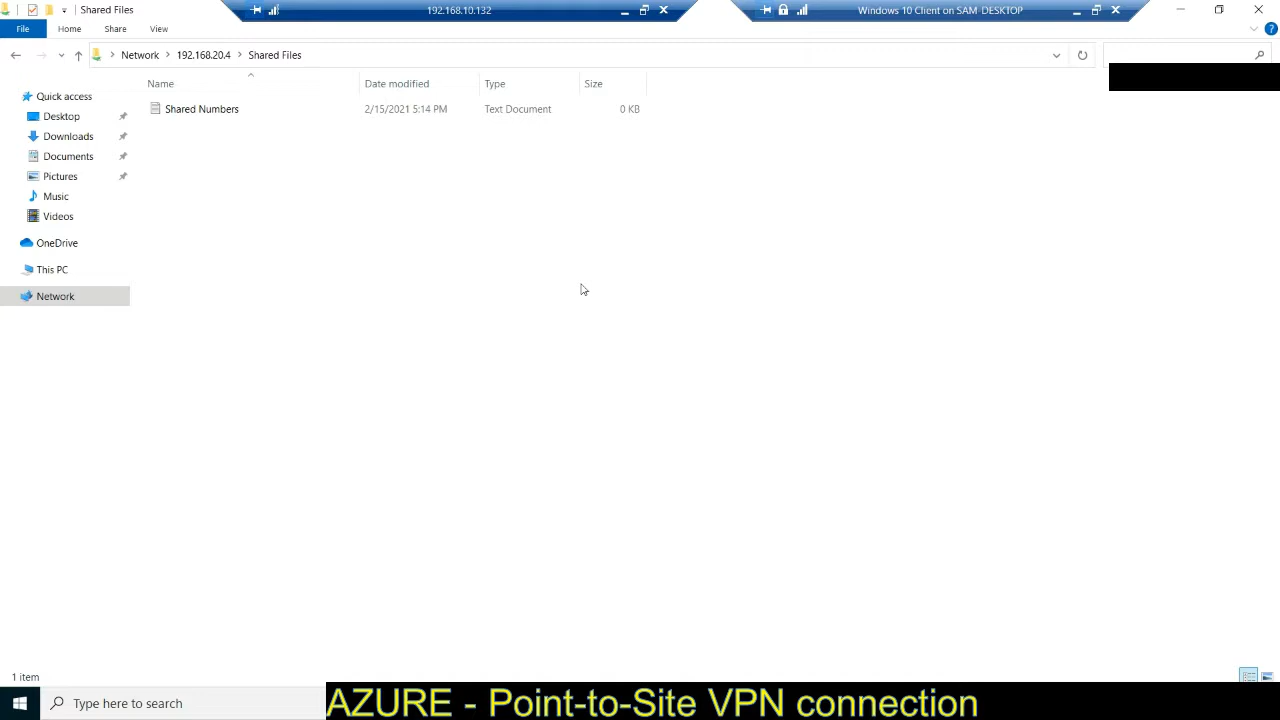 Shared Files
192.168.10.132
Windows 10 Client on SAM-DESKTOP
File Home Share View
Network 192.168.20.4 Shared Files
Name Date modified Type Size
Shared Numbers 2/15/2021 5:14 PM Text Document 0 KB
Quick access
Desktop
Downloads
Documents
Pictures
Music
Videos
OneDrive
This PC
Network
1 item
Type here to search
AZURE - Point-to-Site VPN connection